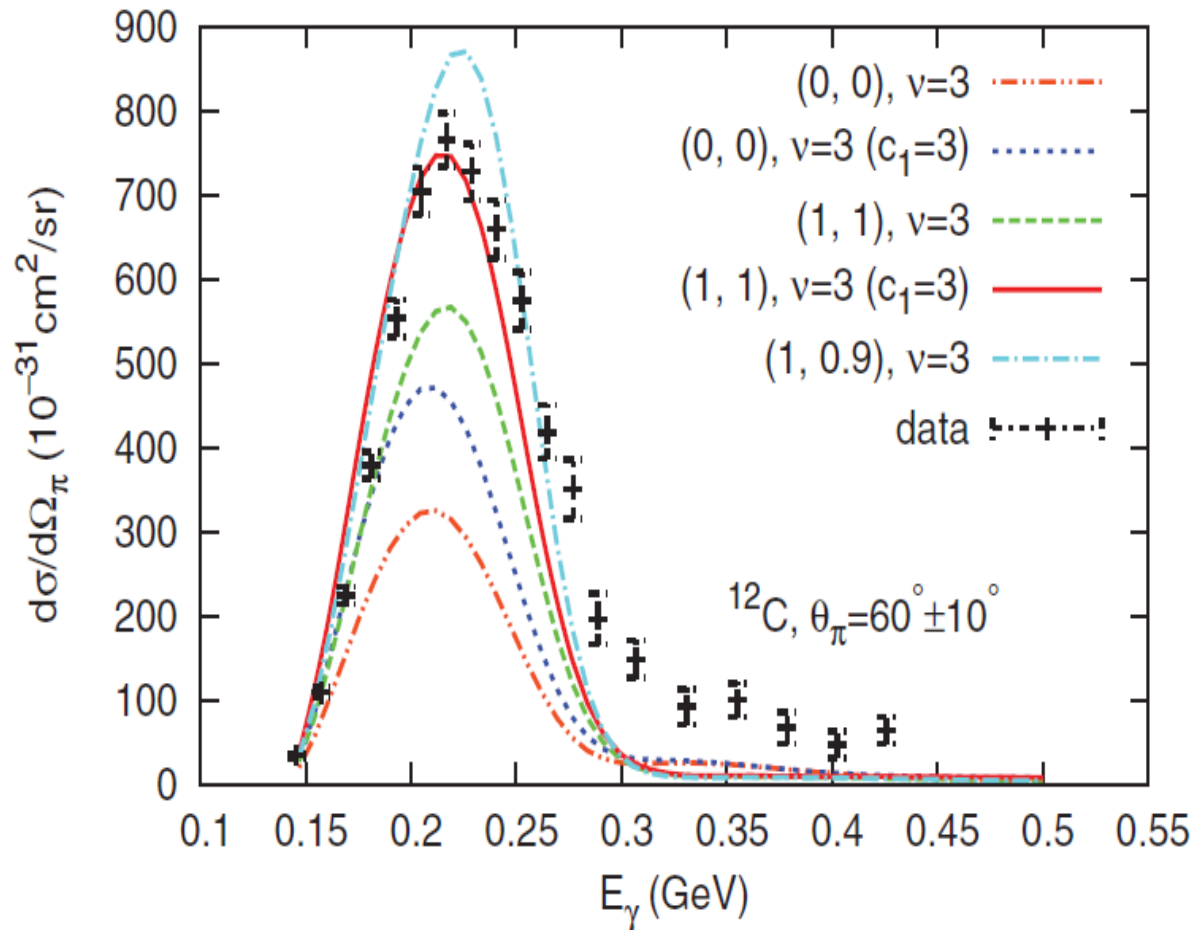 900
800
700
600
500
400
300
200
100
0
dσ/dΩπ (10⁻³¹cm²/sr)
(0, 0), ν=3
(0, 0), ν=3 (c₁=3)
(1, 1), ν=3
(1, 1), ν=3 (c₁=3)
(1, 0.9), ν=3
data
¹²C, θπ=60°±10°
0.1 0.15 0.2 0.25 0.3 0.35 0.4 0.45 0.5 0.55
Eγ (GeV)